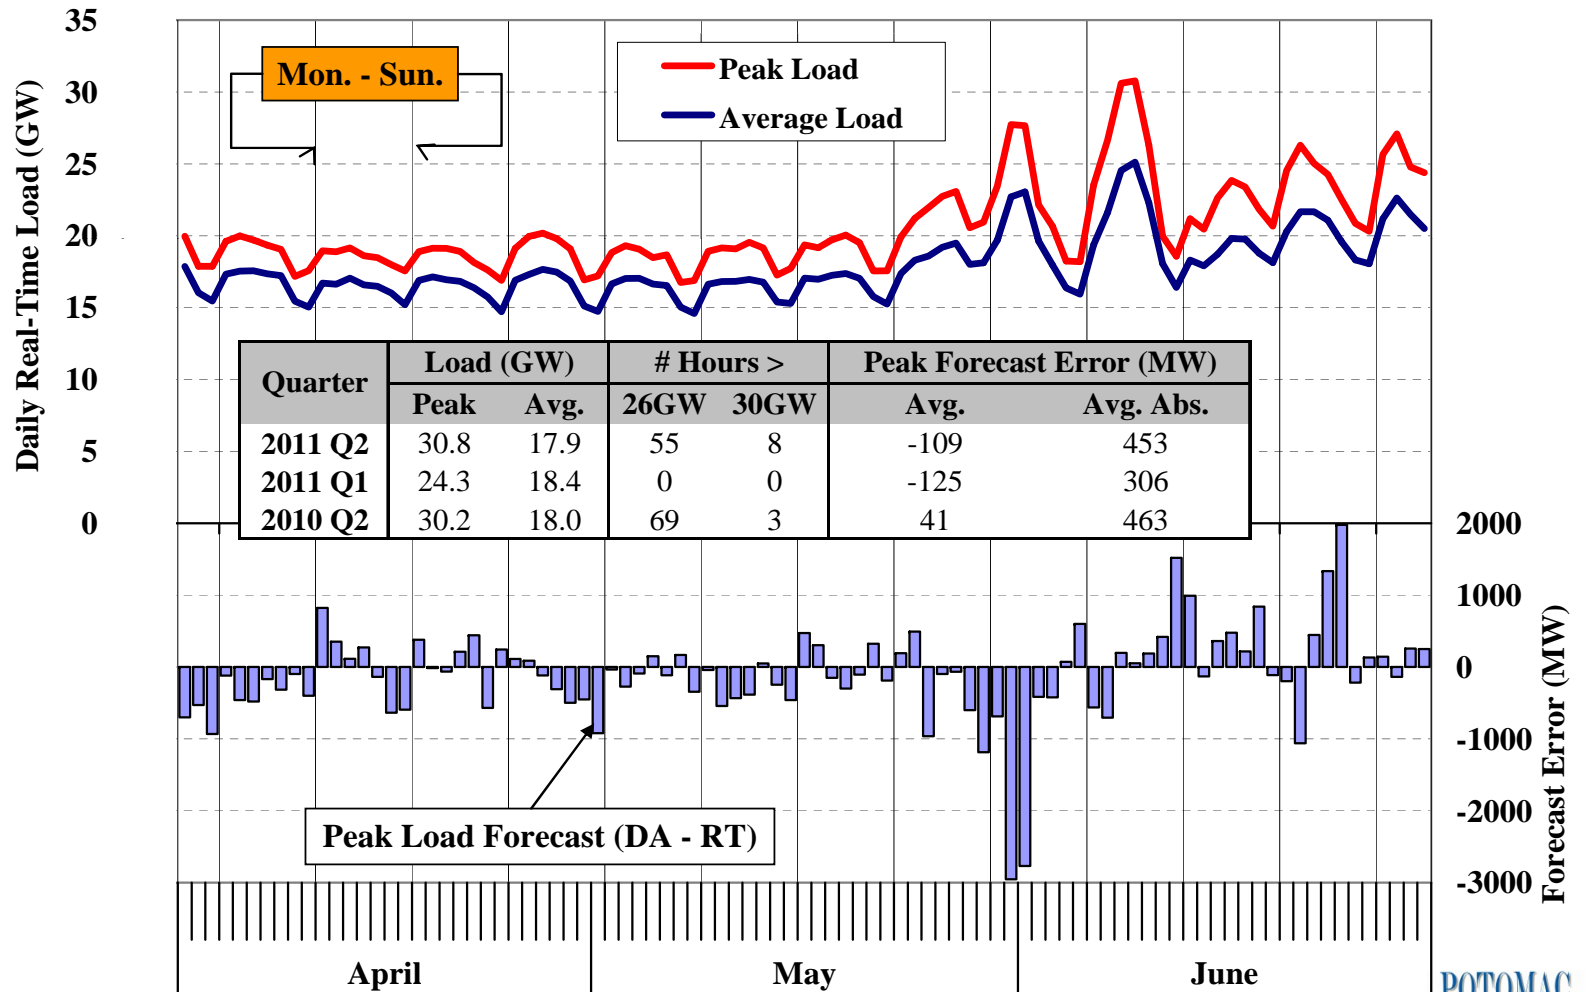 Daily Real-Time Load (GW)
35
30
25
20
15
10
5
0
Mon. - Sun.
Peak Load
Average Load
Quarter Load (GW) # Hours > Peak Forecast Error (MW)
Peak Avg. 26GW 30GW Avg. Avg. Abs.
2011 Q2 30.8 17.9 55 8 -109 453
2011 Q1 24.3 18.4 0 0 -125 306
2010 Q2 30.2 18.0 69 3 41 463
2000
1000
0
-1000
-2000
-3000
Forecast Error (MW)
Peak Load Forecast (DA - RT)
April May June
POTOMAC